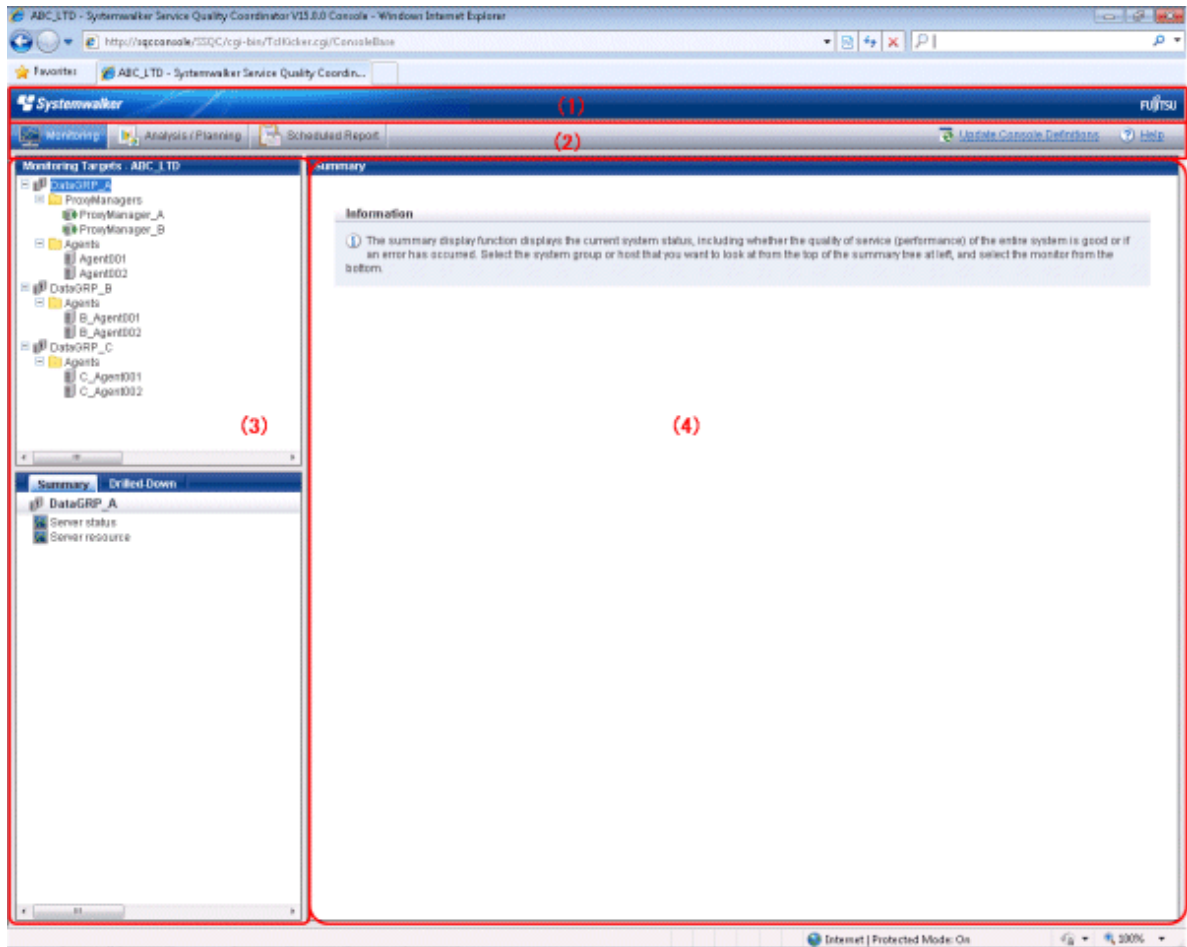 ABC_LTD - Systemwalker Service Quality Coordinator V15.0.0 Console - Windows Internet Explorer
http://sqcconsole/SSQC/cgi-bin/TclKicker.cgi/ConsoleBase
Favorites ABC_LTD - Systemwalker Service Quality Coordin...
Systemwalker (1) FUJITSU
Monitoring Analysis / Planning Scheduled Report (2) Update Console Definitions Help
Monitoring Targets : ABC_LTD
DataGRP_A
ProxyManagers
ProxyManager_A
ProxyManager_B
Agents
Agent001
Agent002
DataGRP_B
Agents
B_Agent001
B_Agent002
DataGRP_C
Agents
C_Agent001
C_Agent002
(3)
Summary Drilled-Down
DataGRP_A
Server status
Server resource
Summary
Information
The summary display function displays the current system status, including whether the quality of service (performance) of the entire system is good or if
an error has occurred. Select the system group or host that you want to look at from the top of the summary tree at left, and select the monitor from the
bottom.
(4)
Internet | Protected Mode: On 100%